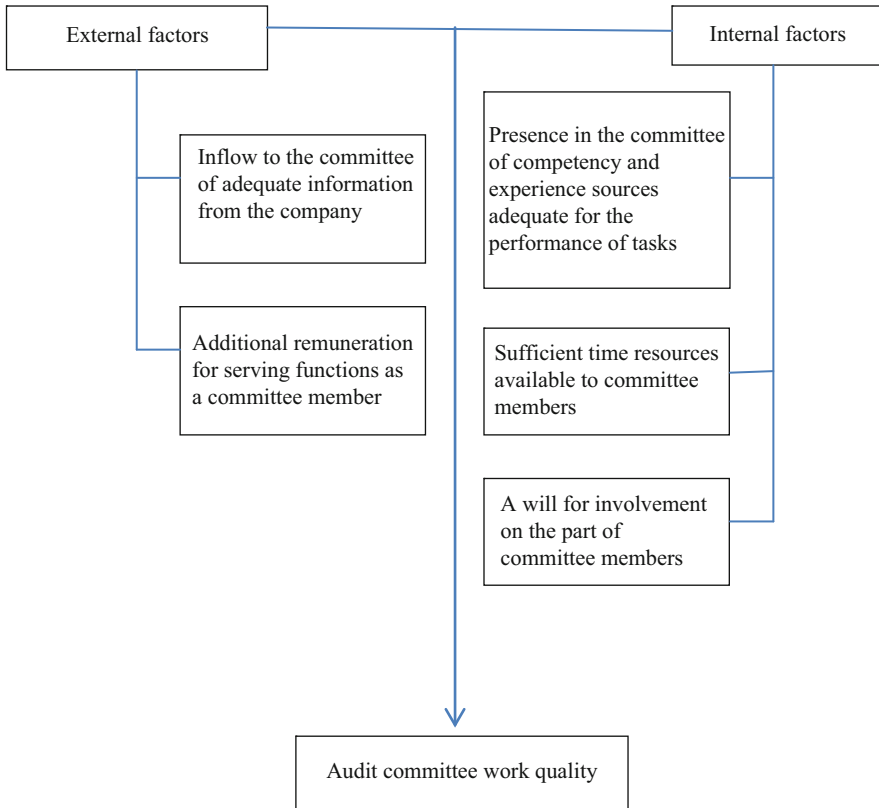 External factors
Internal factors
Inflow to the committee
of adequate information
from the company
Additional remuneration
for serving functions as
a committee member
Presence in the committee
of competency and
experience sources
adequate for the
performance of tasks
Sufficient time resources
available to committee
members
A will for involvement
on the part of
committee members
Audit committee work quality